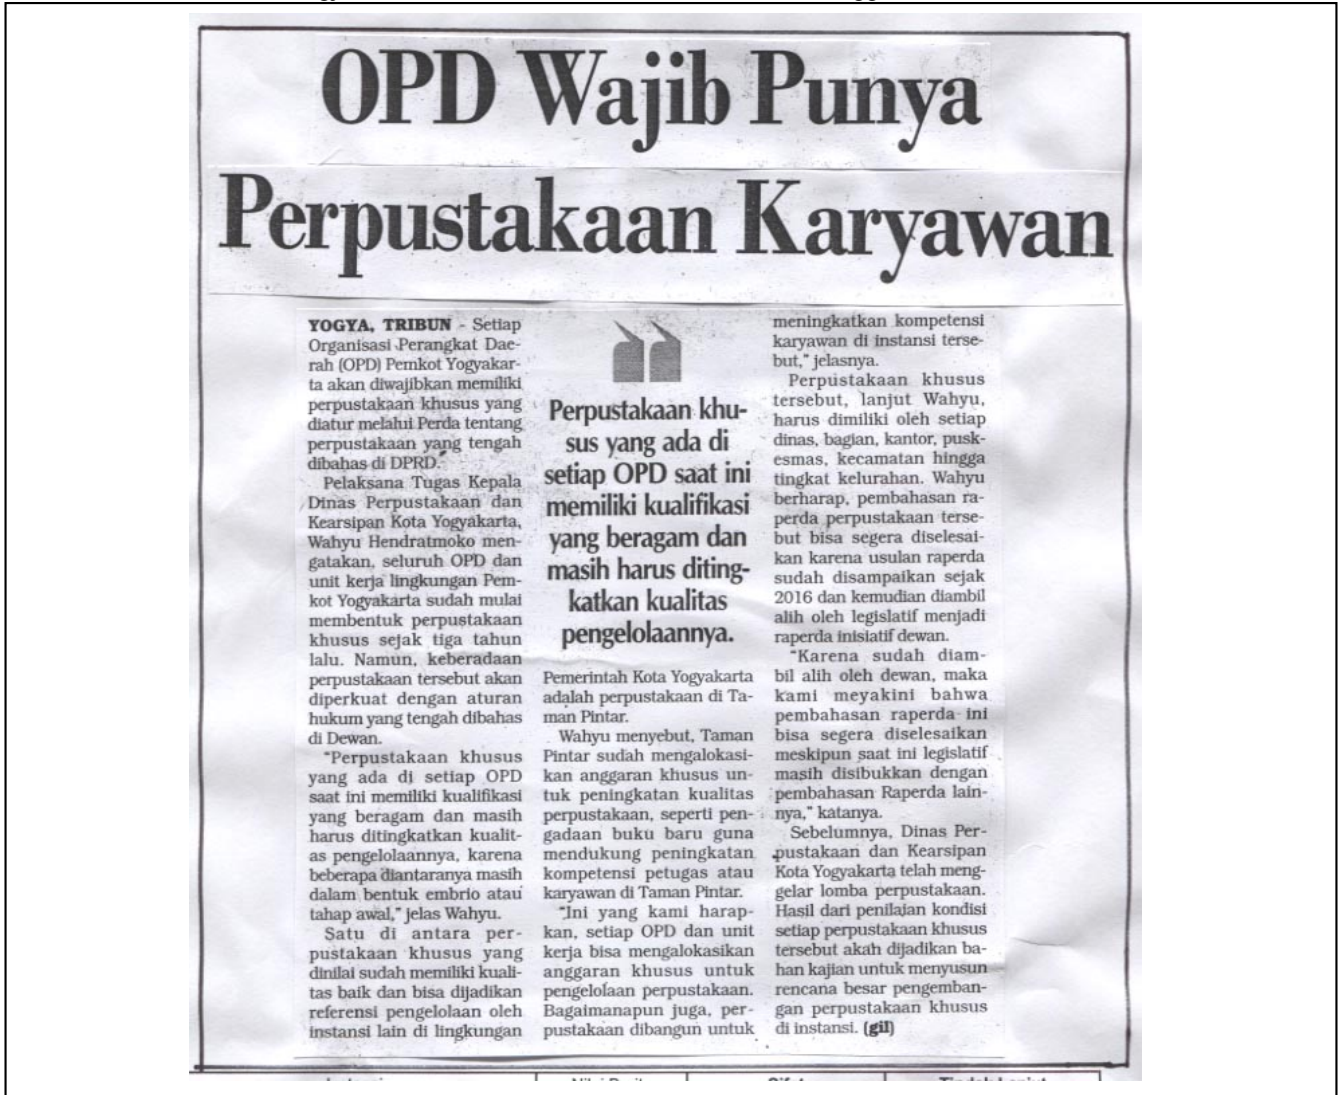 OPD Wajib Punya
Perpustakaan Karyawan
YOGYA, TRIBUN - Setiap
Organisasi Perangkat Dae-
rah (OPD) Pemkot Yogyakar-
ta akan diwajibkan memiliki
perpustakaan khusus yang
diatur melalui Perda tentang
perpustakaan yang tengah
dibahas di DPRD.
Pelaksana Tugas Kepala
Dinas Perpustakaan dan
Kearsipan Kota Yogyakarta,
Wahyu Hendratmoko men-
gatakan, seluruh OPD dan
unit kerja lingkungan Pem-
kot Yogyakarta sudah mulai
membentuk perpustakaan
khusus sejak tiga tahun
lalu. Namun, keberadaan
perpustakaan tersebut akan
diperkuat dengan aturan
hukum yang tengah dibahas
di Dewan.
"Perpustakaan khusus
yang ada di setiap OPD
saat ini memiliki kualifikasi
yang beragam dan masih
harus ditingkatkan kualit-
as pengelolaannya, karena
beberapa diantaranya masih
dalam bentuk embrio atau
tahap awal," jelas Wahyu.
Satu di antara per-
pustakaan khusus yang
dinilai sudah memiliki kuali-
tas baik dan bisa dijadikan
referensi pengelolaan oleh
instansi lain di lingkungan
Perpustakaan khu-
sus yang ada di
setiap OPD saat ini
memiliki kualifikasi
yang beragam dan
masih harus diting-
katkan kualitas
pengelolaannya.
Pemerintah Kota Yogyakarta
adalah perpustakaan di Ta-
man Pintar.
Wahyu menyebut, Taman
Pintar sudah mengalokasi-
kan anggaran khusus un-
tuk peningkatan kualitas
perpustakaan, seperti pen-
gadaan buku baru guna
mendukung peningkatan
kompetensi petugas atau
karyawan di Taman Pintar.
"Ini yang kami harap-
kan, setiap OPD dan unit
kerja bisa mengalokasikan
anggaran khusus untuk
pengelolaan perpustakaan.
Bagaimanapun juga, per-
pustakaan dibangun untuk
meningkatkan kompetensi
karyawan di instansi terse-
but," jelasnya.
Perpustakaan khusus
tersebut, lanjut Wahyu,
harus dimiliki oleh setiap
dinas, bagian, kantor, pusk-
esmas, kecamatan hingga
tingkat kelurahan. Wahyu
berharap, pembahasan ra-
perda perpustakaan terse-
but bisa segera diselesai-
kan karena usulan raperda
sudah disampaikan sejak
2016 dan kemudian diambil
alih oleh legislatif menjadi
raperda inisiatif dewan.
"Karena sudah diam-
bil alih oleh dewan, maka
kami meyakini bahwa
pembahasan raperda ini
bisa segera diselesaikan
meskipun saat ini legislatif
masih disibukkan dengan
pembahasan Raperda lain-
nya," katanya.
Sebelumnya, Dinas Per-
pustakaan dan Kearsipan
Kota Yogyakarta telah meng-
gelar lomba perpustakaan.
Hasil dari penilaian kondisi
setiap perpustakaan khusus
tersebut akan dijadikan ba-
han kajian untuk menyusun
rencana besar pengemban-
gan perpustakaan khusus
di instansi. (gil)